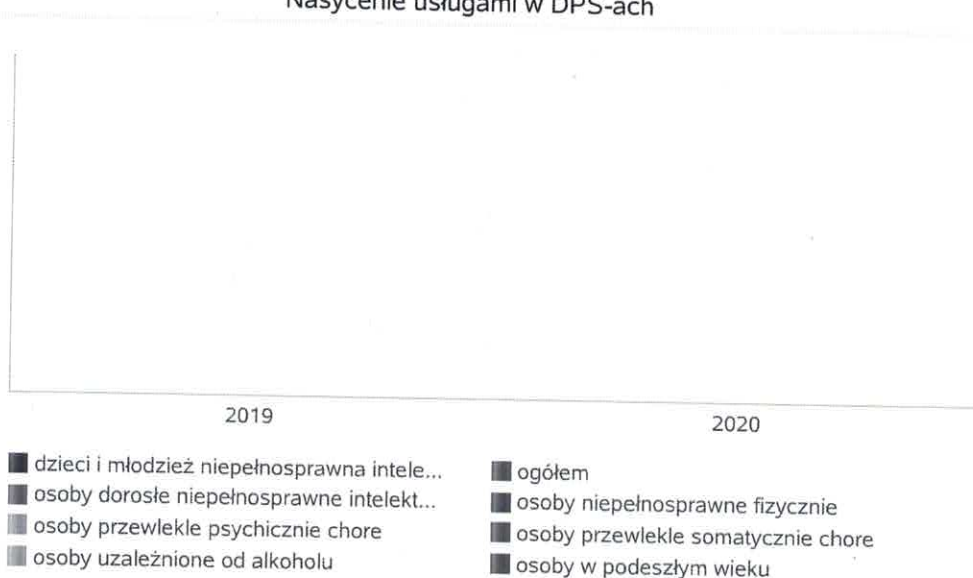 Nasycenie usługami w DPS-ach
2019
2020
dzieci i młodzież niepełnosprawna intele...
osoby dorosłe niepełnosprawne intelekt...
osoby przewlekle psychicznie chore
osoby uzależnione od alkoholu
ogółem
osoby niepełnosprawne fizycznie
osoby przewlekle somatycznie chore
osoby w podeszłym wieku